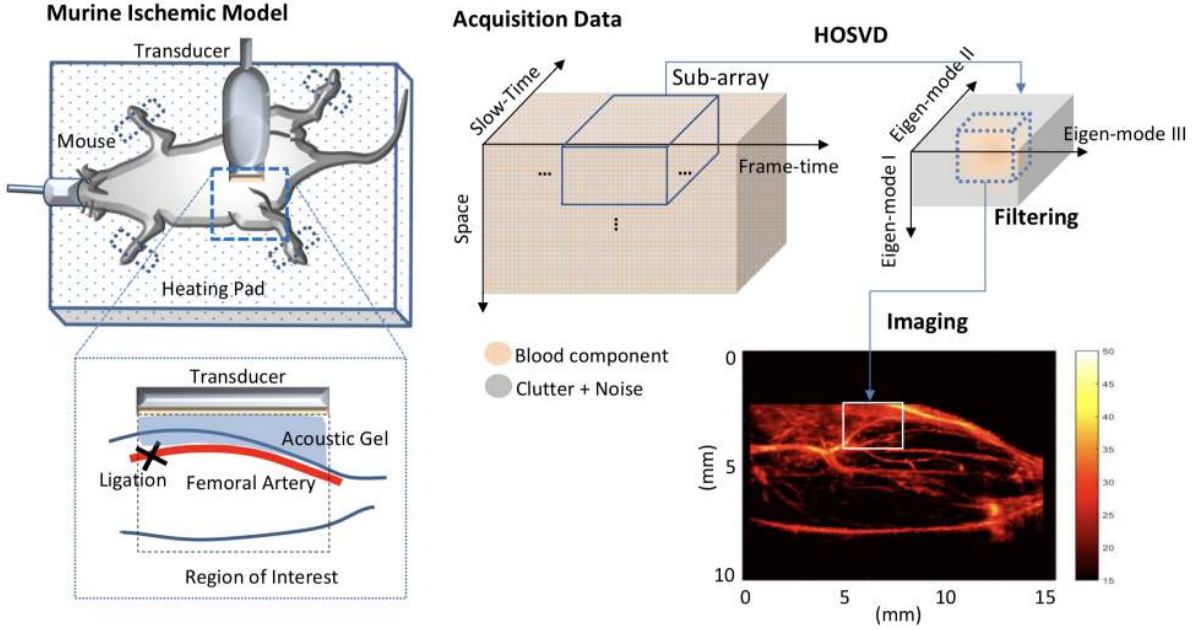 Murine Ischemic Model
Transducer
Mouse
Heating Pad
Transducer
Acoustic Gel
Ligation
Femoral Artery
Region of Interest
Acquisition Data
Slow-Time
Sub-array
Frame-time
Space
...
...
...
Blood component
Clutter + Noise
HOSVD
Eigen-mode II
Eigen-mode III
Eigen-mode I
Filtering
Imaging
0
5
10
(mm)
0
5
10
15
(mm)
50
45
40
35
30
25
20
15